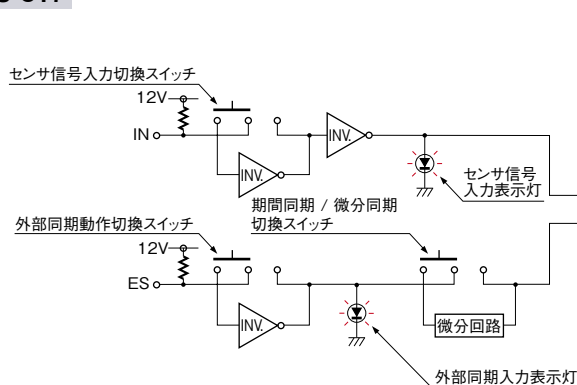 センサ信号入力切換スイッチ
12V
IN
INV.
INV.
センサ信号
入力表示灯
期間同期 / 微分同期
切換スイッチ
外部同期動作切換スイッチ
12V
ES
INV.
微分回路
外部同期入力表示灯